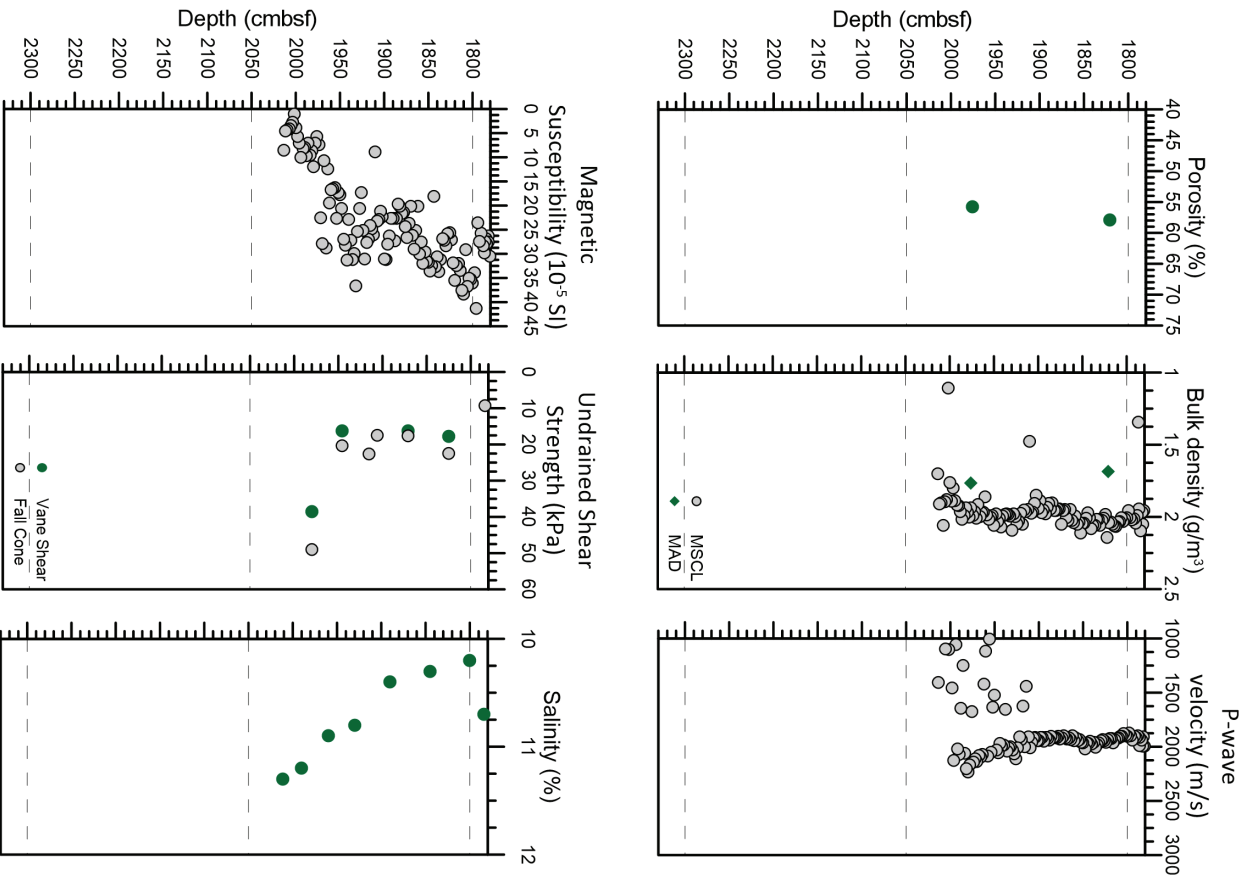 Porosity (%)
40 45 50 55 60 65 70 75
Depth (cmbsf)
1800
1850
1900
1950
2000
2050
2100
2150
2200
2250
2300
Bulk density (g/m³)
1 1.5 2 2.5
MSCL
MAD
P-wave
velocity (m/s)
1000 1500 2000 2500 3000
Magnetic
Susceptibility (10⁻⁵ SI)
0 5 10 15 20 25 30 35 40 45
Depth (cmbsf)
1800
1850
1900
1950
2000
2050
2100
2150
2200
2250
2300
Undrained Shear
Strength (kPa)
0 10 20 30 40 50 60
Vane Shear
Fall Cone
Salinity (%)
10 11 12